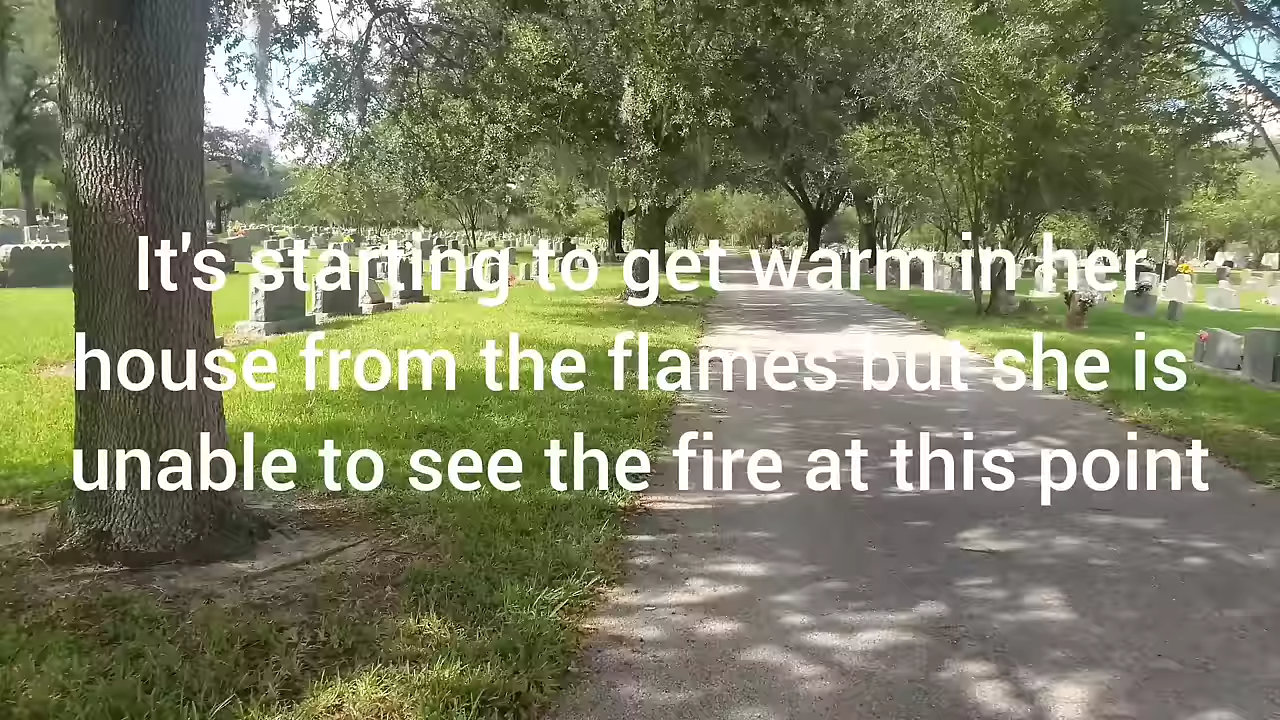 It's starting to get warm in her
house from the flames but she is
unable to see the fire at this point